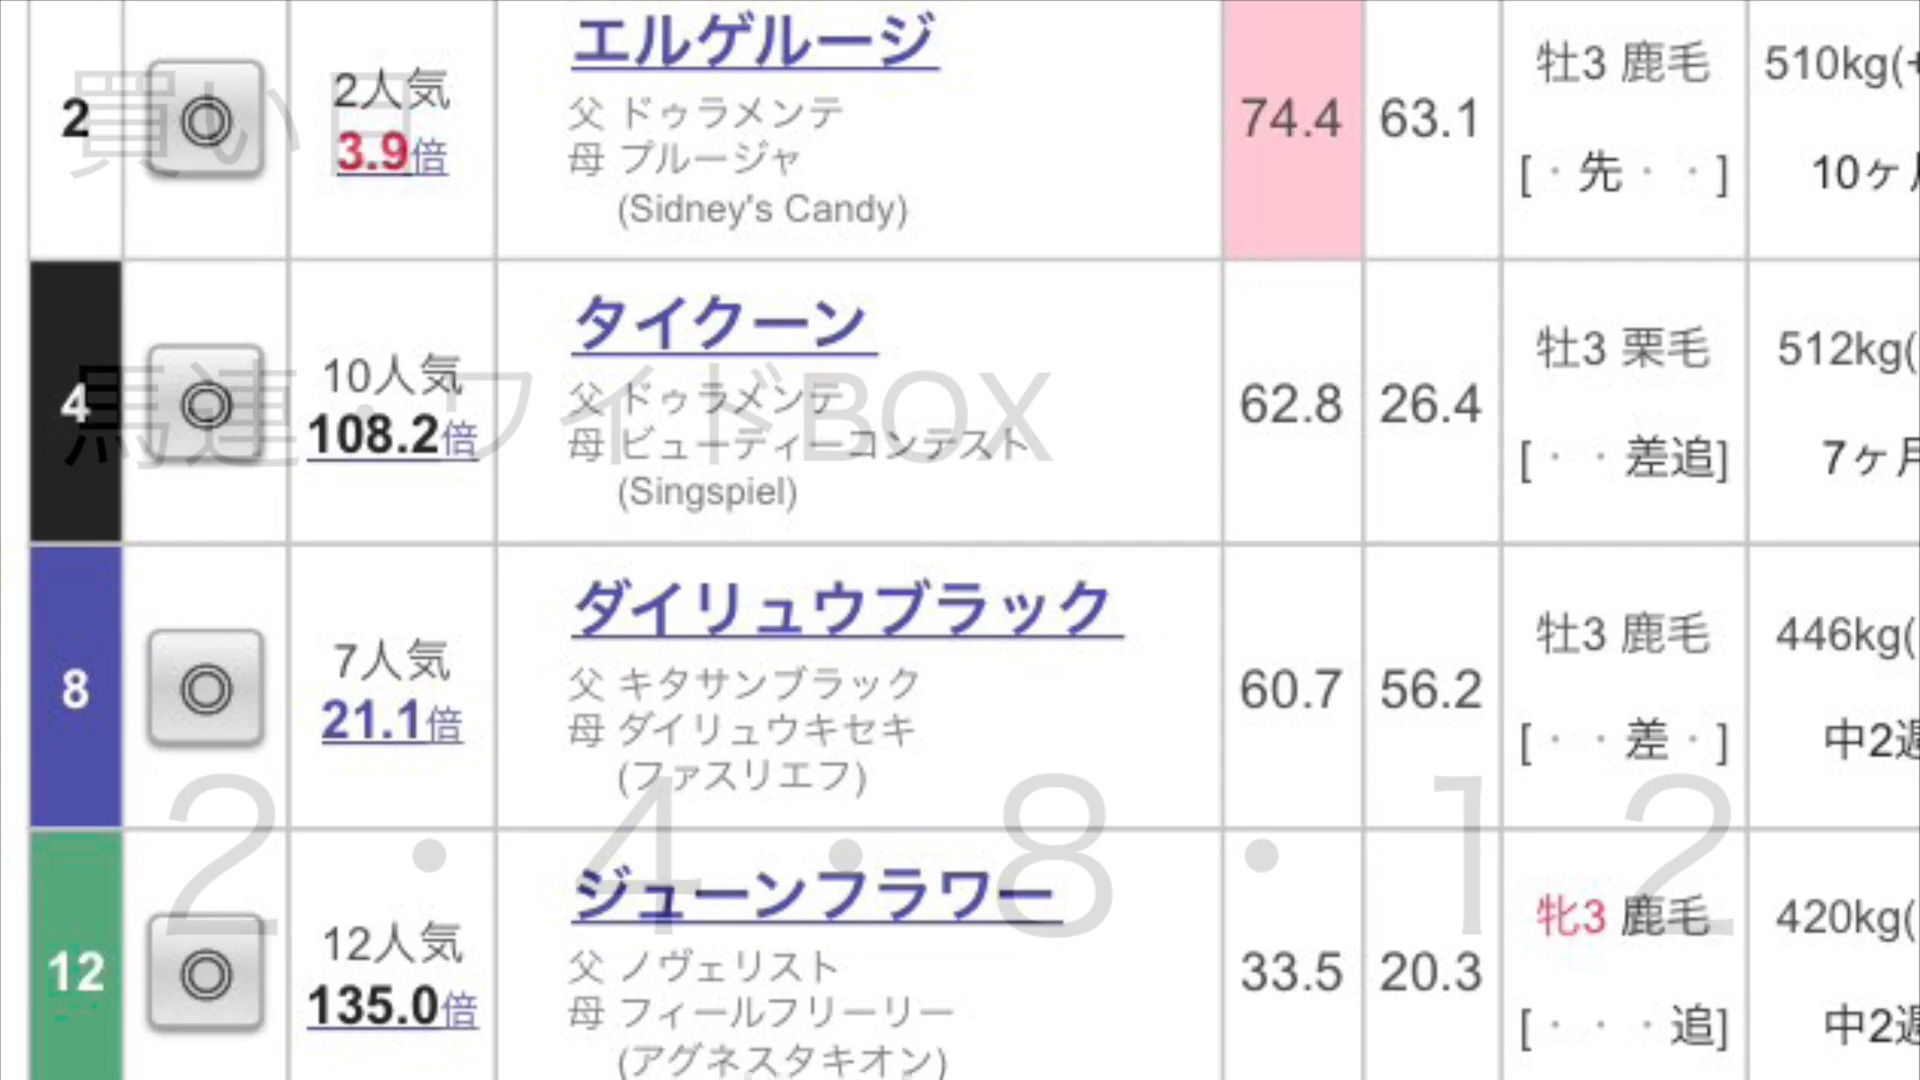 買い目
馬連・ワイドBOX
2・4・8・12
2
◎
2人気
3.9倍
エルゲルージ
父 ドゥラメンテ
母 プルージャ
(Sidney's Candy)
74.4
63.1
牡3 鹿毛
[・先・・]
510kg(+
10ヶ月
4
◎
10人気
108.2倍
タイクーン
父 ドゥラメンテ
母 ビューティーコンテスト
(Singspiel)
62.8
26.4
牡3 栗毛
[・・差追]
512kg(
7ヶ月
8
◎
7人気
21.1倍
ダイリュウブラック
父 キタサンブラック
母 ダイリュウキセキ
(ファスリエフ)
60.7
56.2
牡3 鹿毛
[・・差・]
446kg(
中2週
12
◎
12人気
135.0倍
ジューンフラワー
父 ノヴェリスト
母 フィールフリーリー
(アグネスタキオン)
33.5
20.3
牝3 鹿毛
[・・・追]
420kg(
中2週